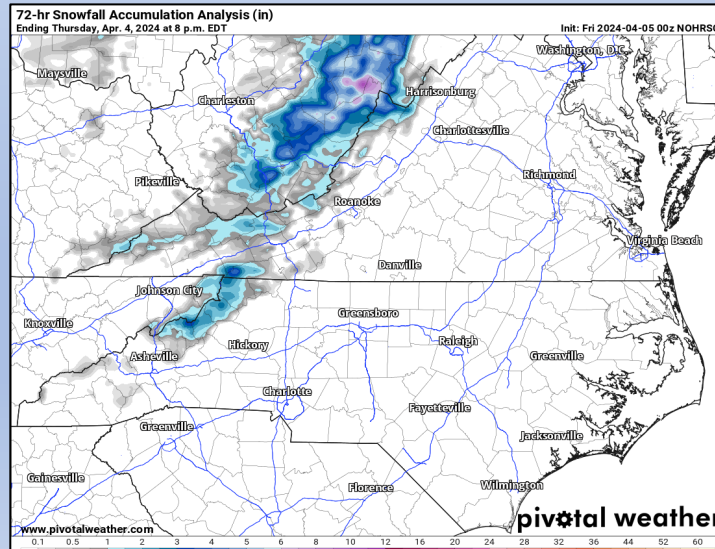 72-hr Snowfall Accumulation Analysis (in)
Ending Thursday, Apr. 4, 2024 at 8 p.m. EDT
Init: Fri 2024-04-05 00z NOHRSC
Washington, D.C.
Maysville
Charleston
Harrisonburg
Charlottesville
Richmond
Pikeville
Roanoke
Virginia Beach
Danville
Johnson City
Knoxville
Greensboro
Hickory
Raleigh
Asheville
Greenville
Charlotte
Fayetteville
Greenville
Jacksonville
Gainesville
Florence
Wilmington
www.pivotalweather.com
pivotal weather
0.1 0.5 1 2 3 4 5 6 8 10 12 16 20 24 28 36 44 52 60